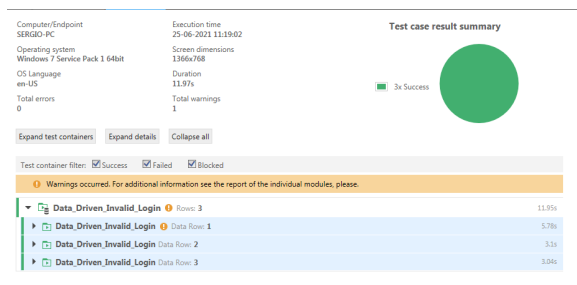 Computer/Endpoint
SERGIO-PC
Execution time
25-06-2021 11:19:02
Operating system
Windows 7 Service Pack 1 64bit
Screen dimensions
1366x768
OS Language
en-US
Duration
11.97s
Total errors
0
Total warnings
1
Test case result summary
3x Success
Expand test containers
Expand details
Collapse all
Test container filter: Success Failed Blocked
Warnings occurred. For additional information see the report of the individual modules, please.
Data_Driven_Invalid_Login Rows: 3 11.95s
Data_Driven_Invalid_Login Data Row: 1 5.78s
Data_Driven_Invalid_Login Data Row: 2 3.1s
Data_Driven_Invalid_Login Data Row: 3 3.04s